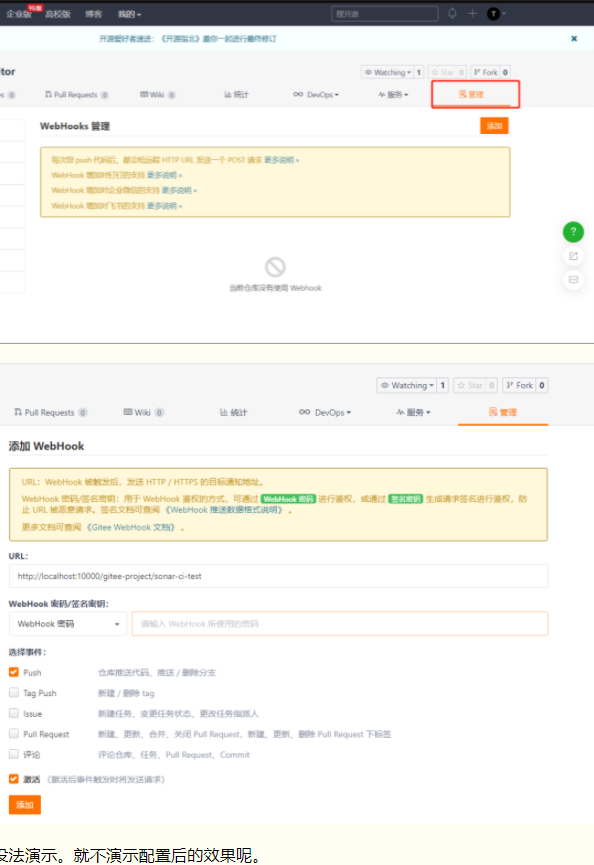 企业版 特惠 高校版 博客 我的
搜开源
T
开源爱好者速进:《开源指北》邀你一起进行最终修订
tor
Watching 1 Star 0 Fork 0
0 Pull Requests 0 Wiki 0 统计 DevOps 服务 管理
WebHooks 管理 添加
每次您 push 代码后,都会给远程 HTTP URL 发送一个 POST 请求 更多说明 »
WebHook 增加对钉钉的支持 更多说明 »
WebHook 增加对企业微信的支持 更多说明 »
WebHook 增加对飞书的支持 更多说明 »
?
当前仓库没有使用 Webhook
Watching 1 Star 0 Fork 0
Pull Requests 0 Wiki 0 统计 DevOps 服务 管理
添加 WebHook
URL: WebHook 被触发后,发送 HTTP / HTTPS 的目标通知地址。
WebHook 密码/签名密钥:用于 WebHook 鉴权的方式,可通过 WebHook 密码 进行鉴权,或通过 签名密钥 生成请求签名进行鉴权,防
止 URL 被恶意请求。签名文档可查阅 《WebHook 推送数据格式说明》 。
更多文档可查阅 《Gitee WebHook 文档》 。
URL:
http://localhost:10000/gitee-project/sonar-ci-test
WebHook 密码/签名密钥:
WebHook 密码 请输入 WebHook 所使用的密码
选择事件:
Push 仓库推送代码、推送 / 删除分支
Tag Push 新建 / 删除 tag
Issue 新建任务、变更任务状态、更改任务指派人
Pull Request 新建、更新、合并、关闭 Pull Request,新建、更新、删除 Pull Request 下标签
评论 评论仓库、任务、Pull Request、Commit
激活 (激活后事件触发时将发送请求)
添加
没法演示。就不演示配置后的效果呢。